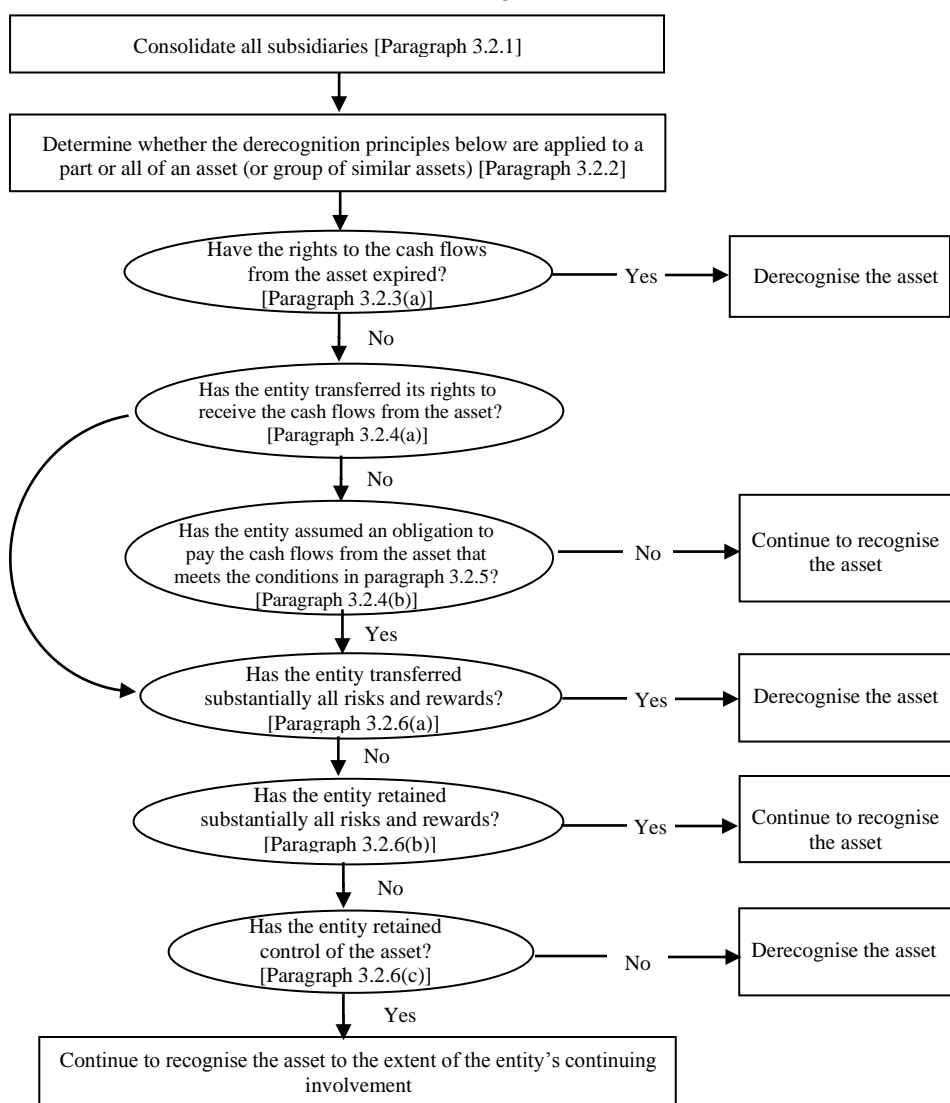 Consolidate all subsidiaries [Paragraph 3.2.1]
Determine whether the derecognition principles below are applied to a
part or all of an asset (or group of similar assets) [Paragraph 3.2.2]
Have the rights to the cash flows
from the asset expired?
[Paragraph 3.2.3(a)]
Yes
Derecognise the asset
No
Has the entity transferred its rights to
receive the cash flows from the asset?
[Paragraph 3.2.4(a)]
No
Has the entity assumed an obligation to
pay the cash flows from the asset that
meets the conditions in paragraph 3.2.5?
[Paragraph 3.2.4(b)]
No
Continue to recognise
the asset
Yes
Has the entity transferred
substantially all risks and rewards?
[Paragraph 3.2.6(a)]
Yes
Derecognise the asset
No
Has the entity retained
substantially all risks and rewards?
[Paragraph 3.2.6(b)]
Yes
Continue to recognise
the asset
No
Has the entity retained
control of the asset?
[Paragraph 3.2.6(c)]
No
Derecognise the asset
Yes
Continue to recognise the asset to the extent of the entity’s continuing
involvement